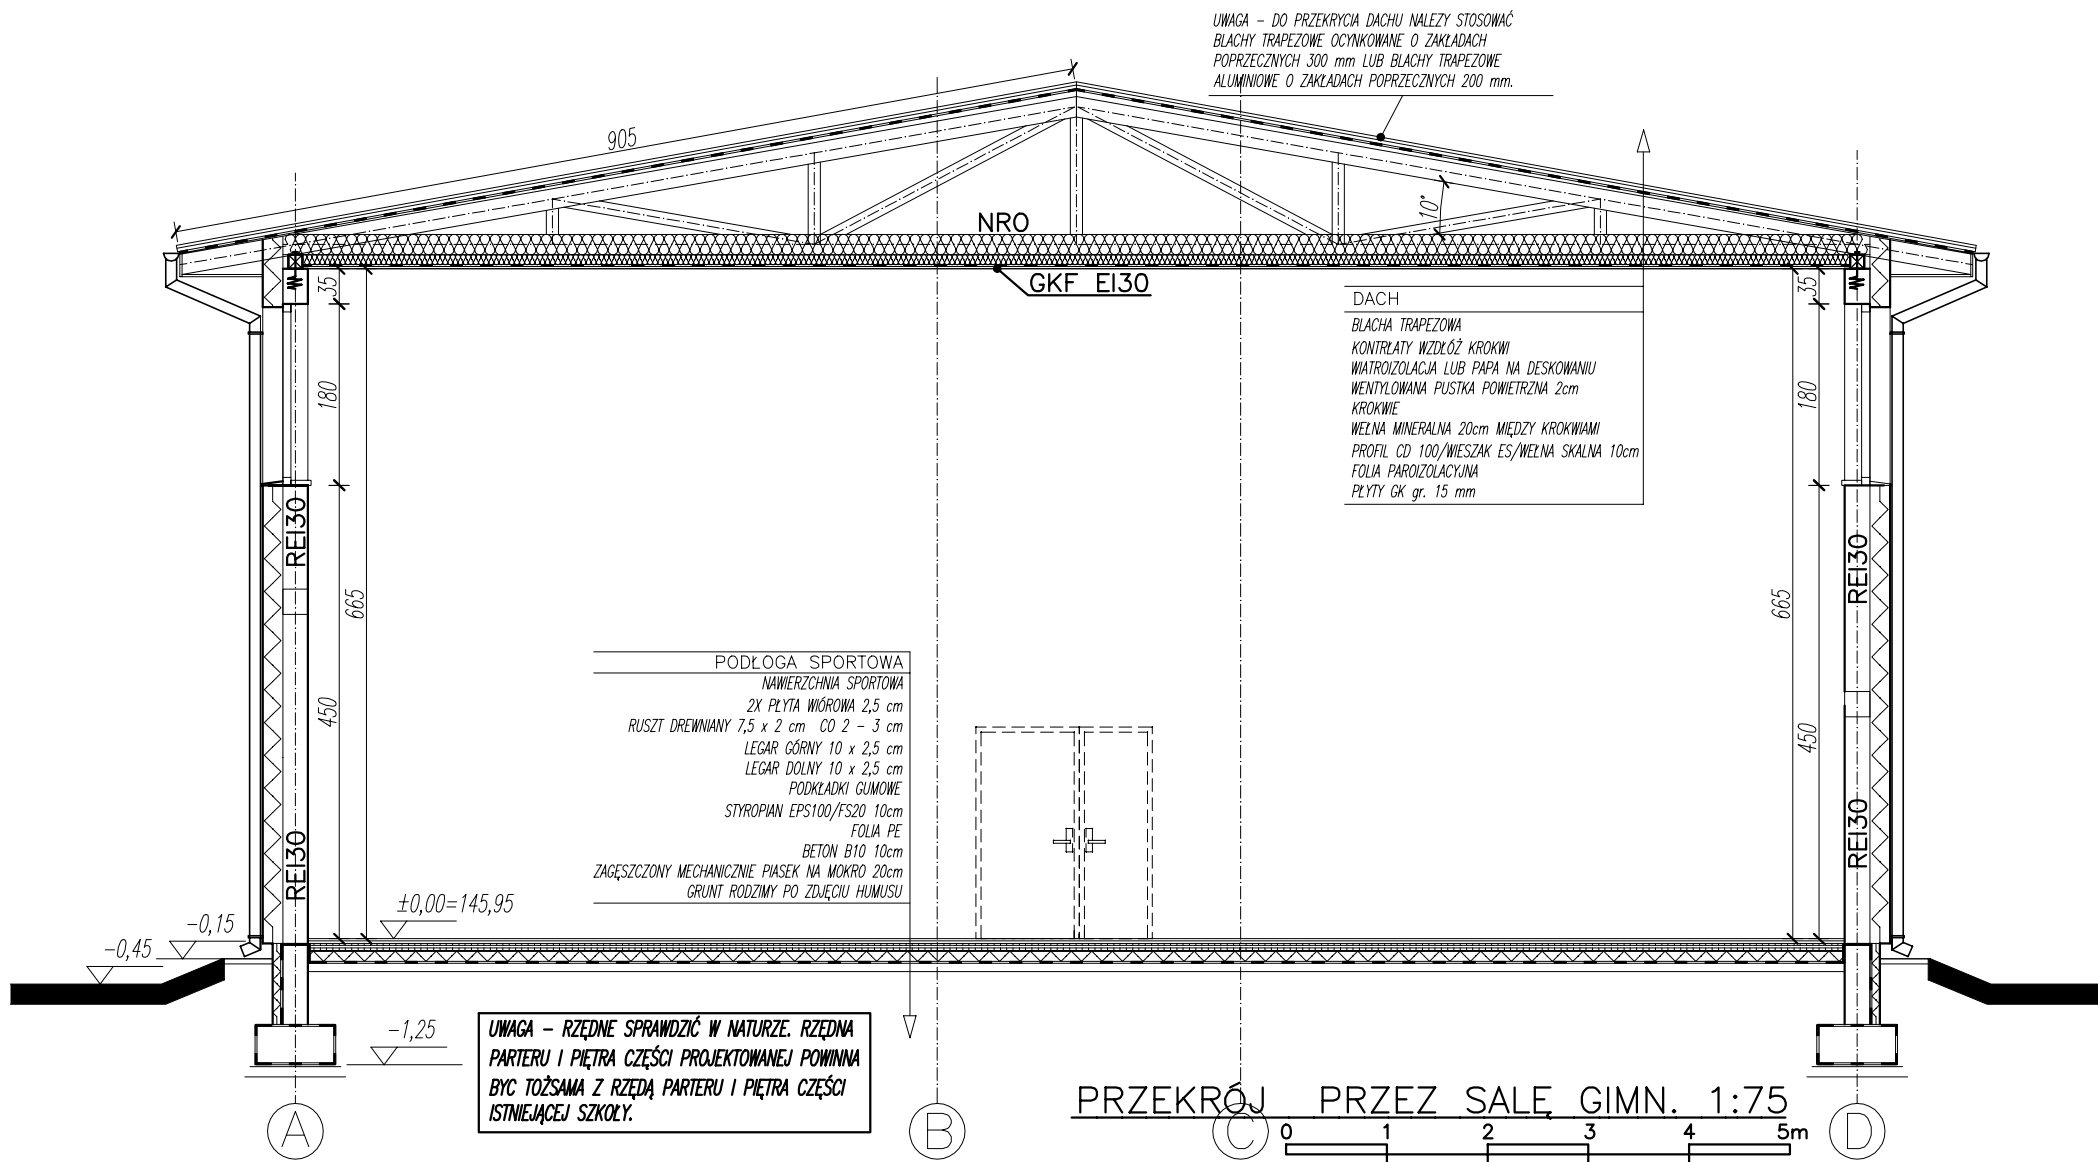 UWAGA - DO PRZEKRYCIA DACHU NALEZY STOSOWAĆ
BLACHY TRAPEZOWE OCYNKOWANE O ZAKŁADACH
POPRZECZNYCH 300 mm LUB BLACHY TRAPEZOWE
ALUMINIOWE O ZAKŁADACH POPRZECZNYCH 200 mm.
905
10°
NRO
GKF EI30
35
35
DACH
BLACHA TRAPEZOWA
KONTRŁATY WZDŁÓŻ KROKWI
WIATROIZOLACJA LUB PAPA NA DESKOWANIU
WENTYLOWANA PUSTKA POWIETRZNA 2cm
KROKWIE
WEŁNA MINERALNA 20cm MIĘDZY KROKWIAMI
PROFIL CD 100/WIESZAK ES/WEŁNA SKALNA 10cm
FOLIA PAROIZOLACYJNA
PŁYTY GK gr. 15 mm
180
180
REI30
REI30
665
665
450
450
PODŁOGA SPORTOWA
NAWIERZCHNIA SPORTOWA
2X PŁYTA WIÓROWA 2,5 cm
RUSZT DREWNIANY 7,5 x 2 cm CO 2 - 3 cm
LEGAR GÓRNY 10 x 2,5 cm
LEGAR DOLNY 10 x 2,5 cm
PODKŁADKI GUMOWE
STYROPIAN EPS100/FS20 10cm
FOLIA PE
BETON B10 10cm
ZAGĘSZCZONY MECHANICZNIE PIASEK NA MOKRO 20cm
GRUNT RODZIMY PO ZDJĘCIU HUMUSU
REI30
REI30
±0,00=145,95
-0,15
-0,45
-1,25
UWAGA - RZĘDNE SPRAWDZIĆ W NATURZE. RZĘDNA
PARTERU I PIĘTRA CZĘŚCI PROJEKTOWANEJ POWINNA
BYC TOŻSAMA Z RZĘDĄ PARTERU I PIĘTRA CZĘŚCI
ISTNIEJĄCEJ SZKOŁY.
PRZEKRÓJ PRZEZ SALĘ GIMN. 1:75
0 1 2 3 4 5m
A B C D